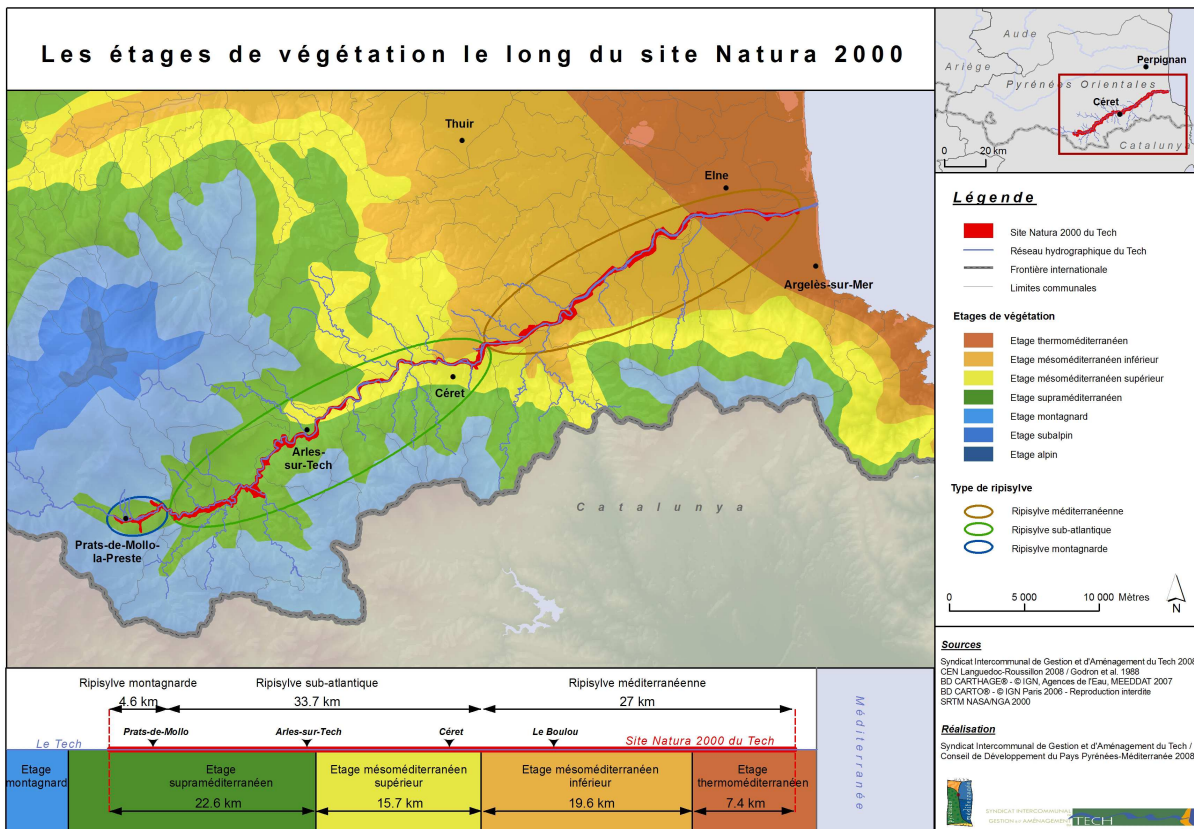 Les étages de végétation le long du site Natura 2000
Thuir
Elne
Argelès-sur-Mer
Céret
Arles-
sur-Tech
Prats-de-Mollo-
la-Preste
Catalunya
Aude
Ariège
Perpignan
Pyrénées Orientales
Céret
Catalunya
0 20 km
Légende
Site Natura 2000 du Tech
Réseau hydrographique du Tech
Frontière internationale
Limites communales
Etages de végétation
Etage thermoméditerranéen
Etage mésoméditerranéen inférieur
Etage mésoméditerranéen supérieur
Etage supraméditerranéen
Etage montagnard
Etage subalpin
Etage alpin
Type de ripisylve
Ripisylve méditerranéenne
Ripisylve sub-atlantique
Ripisylve montagnarde
0 5 000 10 000 Mètres
N
Sources
Syndicat Intercommunal de Gestion et d'Aménagement du Tech 2008
CEN Languedoc-Roussillon 2008 / Godron et al. 1988
BD CARTHAGE® - © IGN, Agences de l'Eau, MEEDDAT 2007
BD CARTO® - © IGN Paris 2006 - Reproduction interdite
SRTM NASA/NGA 2000
Réalisation
Syndicat Intercommunal de Gestion et d'Aménagement du Tech /
Conseil de Développement du Pays Pyrénées-Méditerranée 2008
SYNDICAT INTERCOMMUNAL
GESTION et AMÉNAGEMENT TECH
Ripisylve montagnarde Ripisylve sub-atlantique Ripisylve méditerranéenne
4.6 km 33.7 km 27 km
Prats-de-Mollo Arles-sur-Tech Céret Le Boulou
Le Tech Site Natura 2000 du Tech
Méditerranée
Etage
montagnard
Etage
supraméditerranéen
22.6 km
Etage mésoméditerranéen
supérieur
15.7 km
Etage mésoméditerranéen
inférieur
19.6 km
Etage
thermoméditerranéen
7.4 km